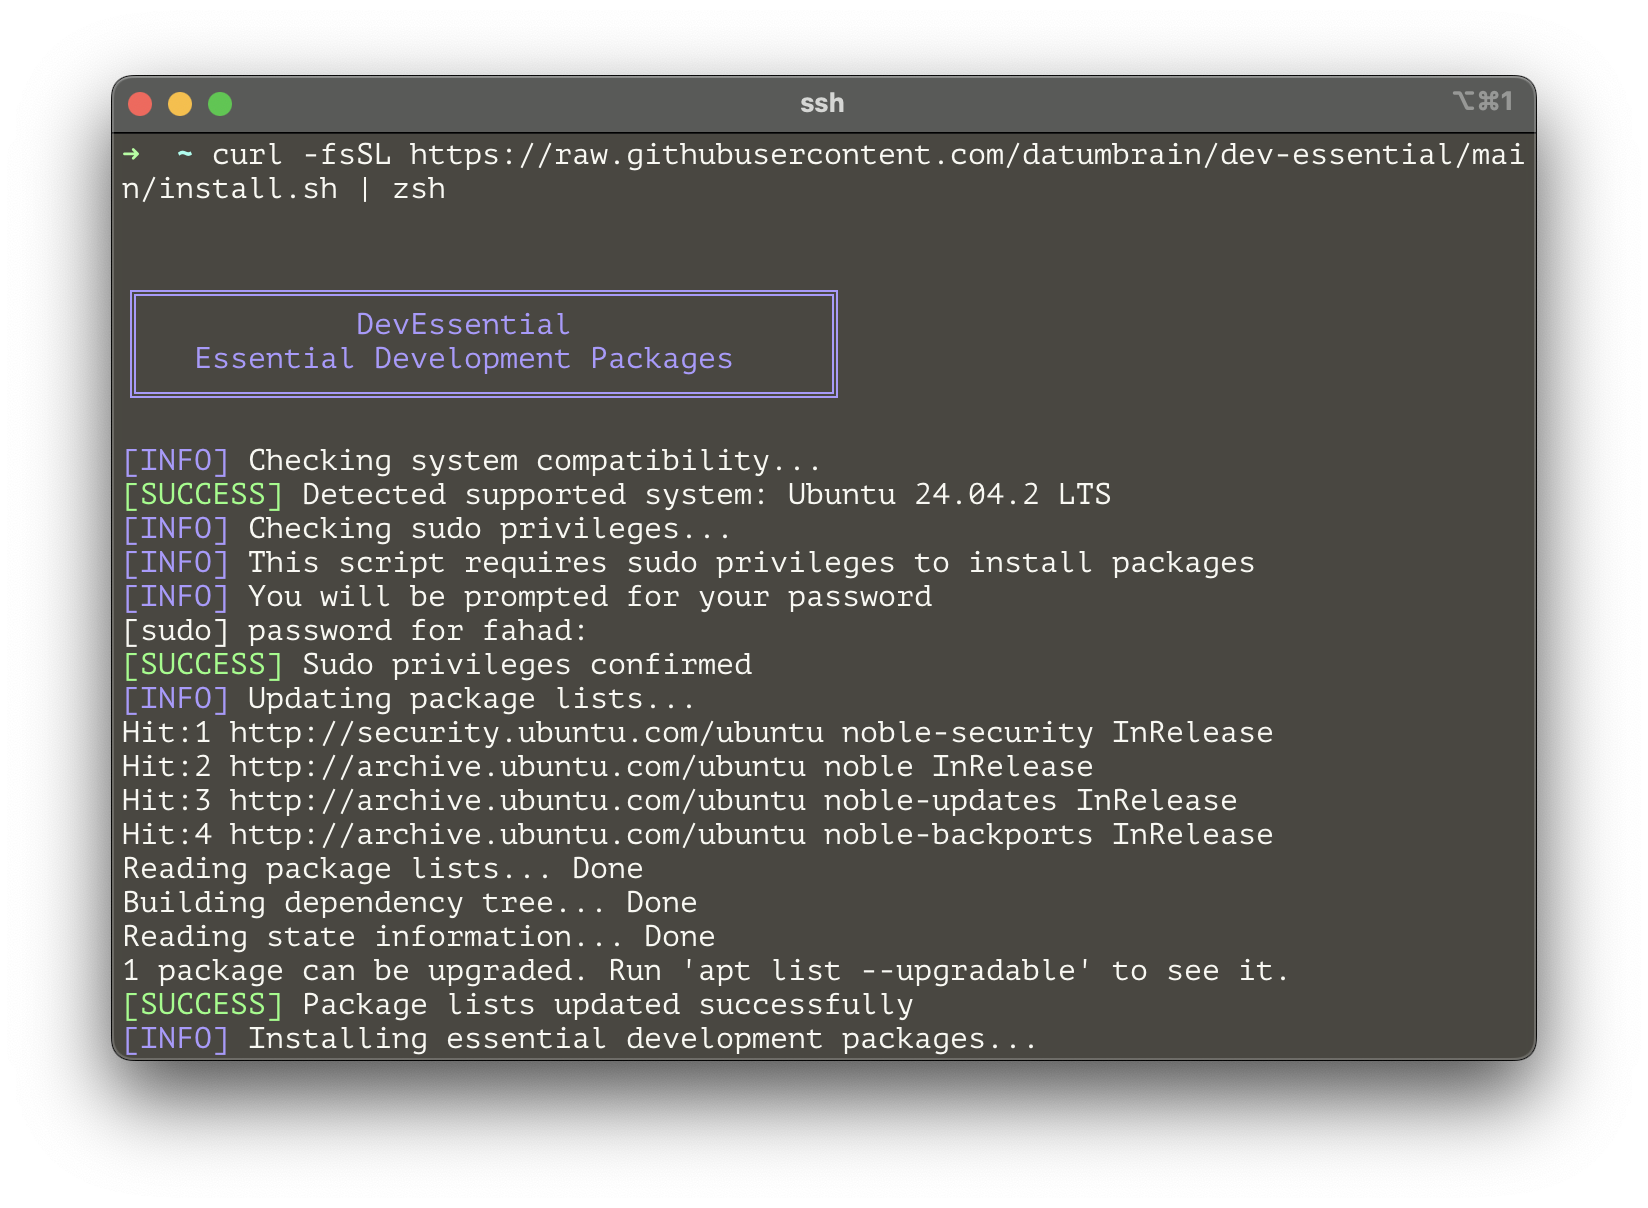 ssh
⌥⌘1
➜  ~ curl -fsSL https://raw.githubusercontent.com/datumbrain/dev-essential/mai
n/install.sh | zsh
DevEssential
Essential Development Packages
[INFO] Checking system compatibility...
[SUCCESS] Detected supported system: Ubuntu 24.04.2 LTS
[INFO] Checking sudo privileges...
[INFO] This script requires sudo privileges to install packages
[INFO] You will be prompted for your password
[sudo] password for fahad:
[SUCCESS] Sudo privileges confirmed
[INFO] Updating package lists...
Hit:1 http://security.ubuntu.com/ubuntu noble-security InRelease
Hit:2 http://archive.ubuntu.com/ubuntu noble InRelease
Hit:3 http://archive.ubuntu.com/ubuntu noble-updates InRelease
Hit:4 http://archive.ubuntu.com/ubuntu noble-backports InRelease
Reading package lists... Done
Building dependency tree... Done
Reading state information... Done
1 package can be upgraded. Run 'apt list --upgradable' to see it.
[SUCCESS] Package lists updated successfully
[INFO] Installing essential development packages...